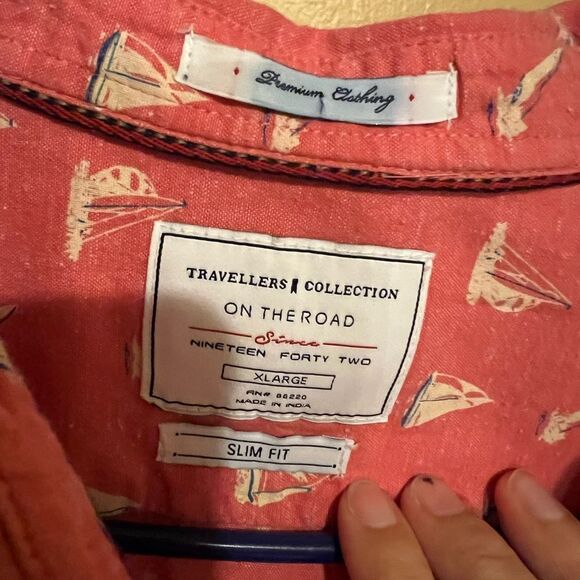 Premium Clothing
TRAVELLERS COLLECTION
ON THE ROAD
Since
NINETEEN FORTY TWO
XLARGE
RN# 86220
MADE IN INDIA
SLIM FIT